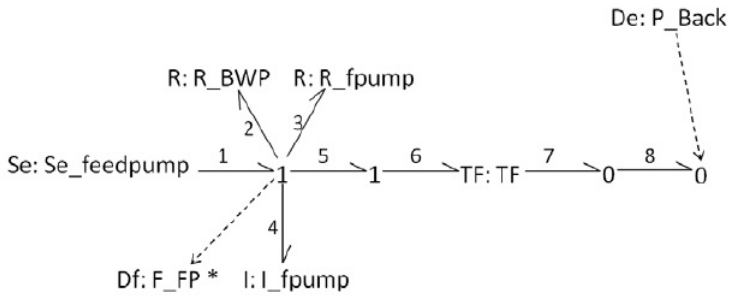 De: P_Back
R: R_BWP R: R_fpump
2 3
Se: Se_feedpump 1 1 5 1 6 TF: TF 7 0 8 0
4
Df: F_FP * I: I_fpump